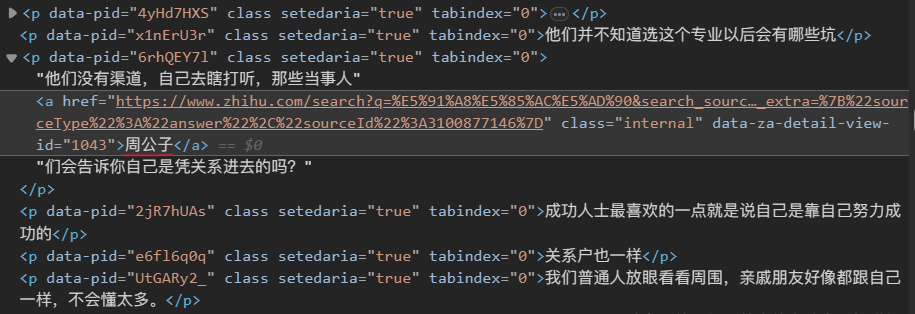 ▶<p data-pid="4yHd7HXS" class setedaria="true" tabindex="0">…</p>
<p data-pid="x1nErU3r" class setedaria="true" tabindex="0">他们并不知道选这个专业以后会有哪些坑</p>
▼<p data-pid="6rhQEY7l" class setedaria="true" tabindex="0">
"他们没有渠道，自己去瞎打听，那些当事人"
<a href="https://www.zhihu.com/search?q=%E5%91%A8%E5%85%AC%E5%AD%90&search_sourc…_extra=%7B%22sour
ceType%22%3A%22answer%22%2C%22sourceId%22%3A3100877146%7D" class="internal" data-za-detail-view-
id="1043">周公子</a> == $0
"们会告诉你自己是凭关系进去的吗？"
</p>
<p data-pid="2jR7hUAs" class setedaria="true" tabindex="0">成功人士最喜欢的一点就是说自己是靠自己努力成
功的</p>
<p data-pid="e6fl6q0q" class setedaria="true" tabindex="0">关系户也一样</p>
<p data-pid="UtGARy2_" class setedaria="true" tabindex="0">我们普通人放眼看看周围，亲戚朋友好像都跟自己
一样，不会懂太多。</p>